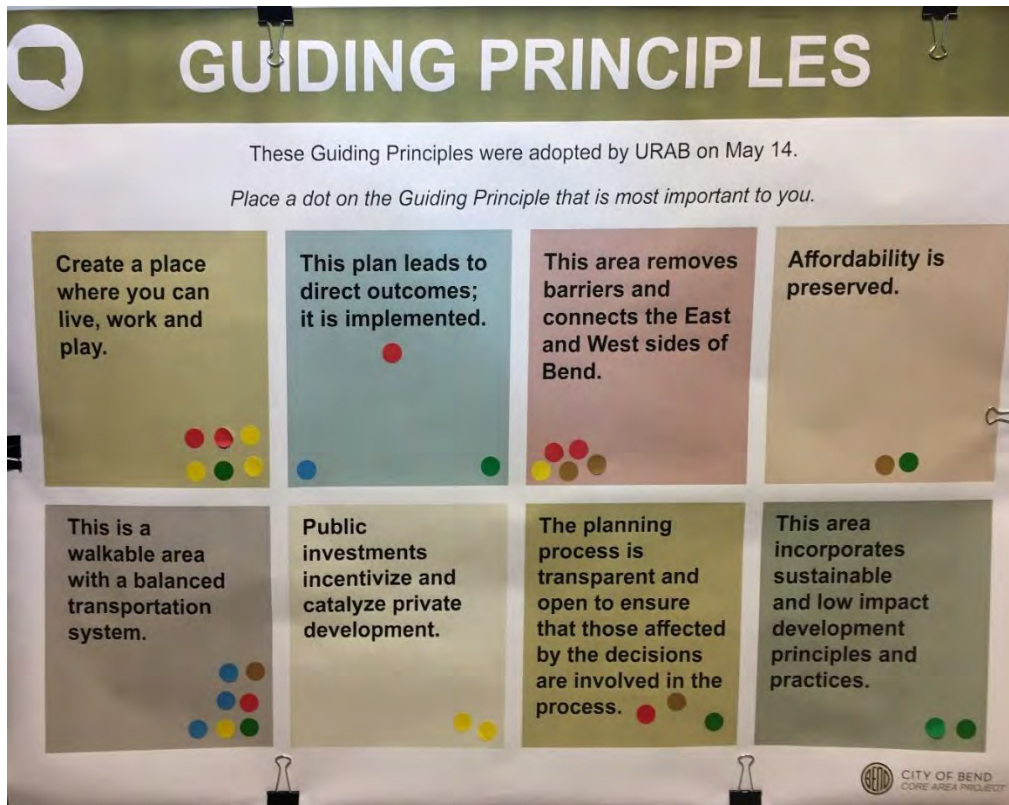 GUIDING PRINCIPLES
These Guiding Principles were adopted by URAB on May 14.
Place a dot on the Guiding Principle that is most important to you.
Create a place
where you can
live, work and
play.
This plan leads to
direct outcomes;
it is implemented.
This area removes
barriers and
connects the East
and West sides of
Bend.
Affordability is
preserved.
This is a
walkable area
with a balanced
transportation
system.
Public
investments
incentivize and
catalyze private
development.
The planning
process is
transparent and
open to ensure
that those affected
by the decisions
are involved in the
process.
This area
incorporates
sustainable
and low impact
development
principles and
practices.
BEND
CITY OF BEND
CORE AREA PROJECT